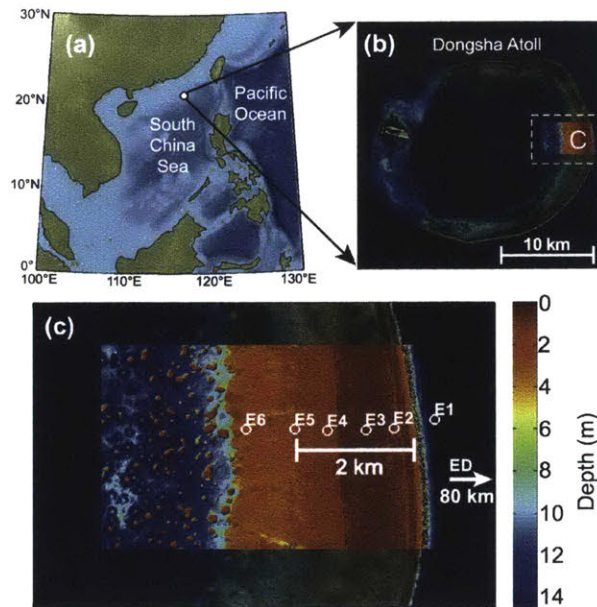 30°N
20°N
10°N
0°
100°E
110°E
120°E
130°E
(a)
Pacific
Ocean
South
China
Sea
(b)
Dongsha Atoll
C
10 km
(c)
E6
E5
E4
E3
E2
E1
2 km
ED
80 km
0
2
4
6
8
10
12
14
Depth (m)